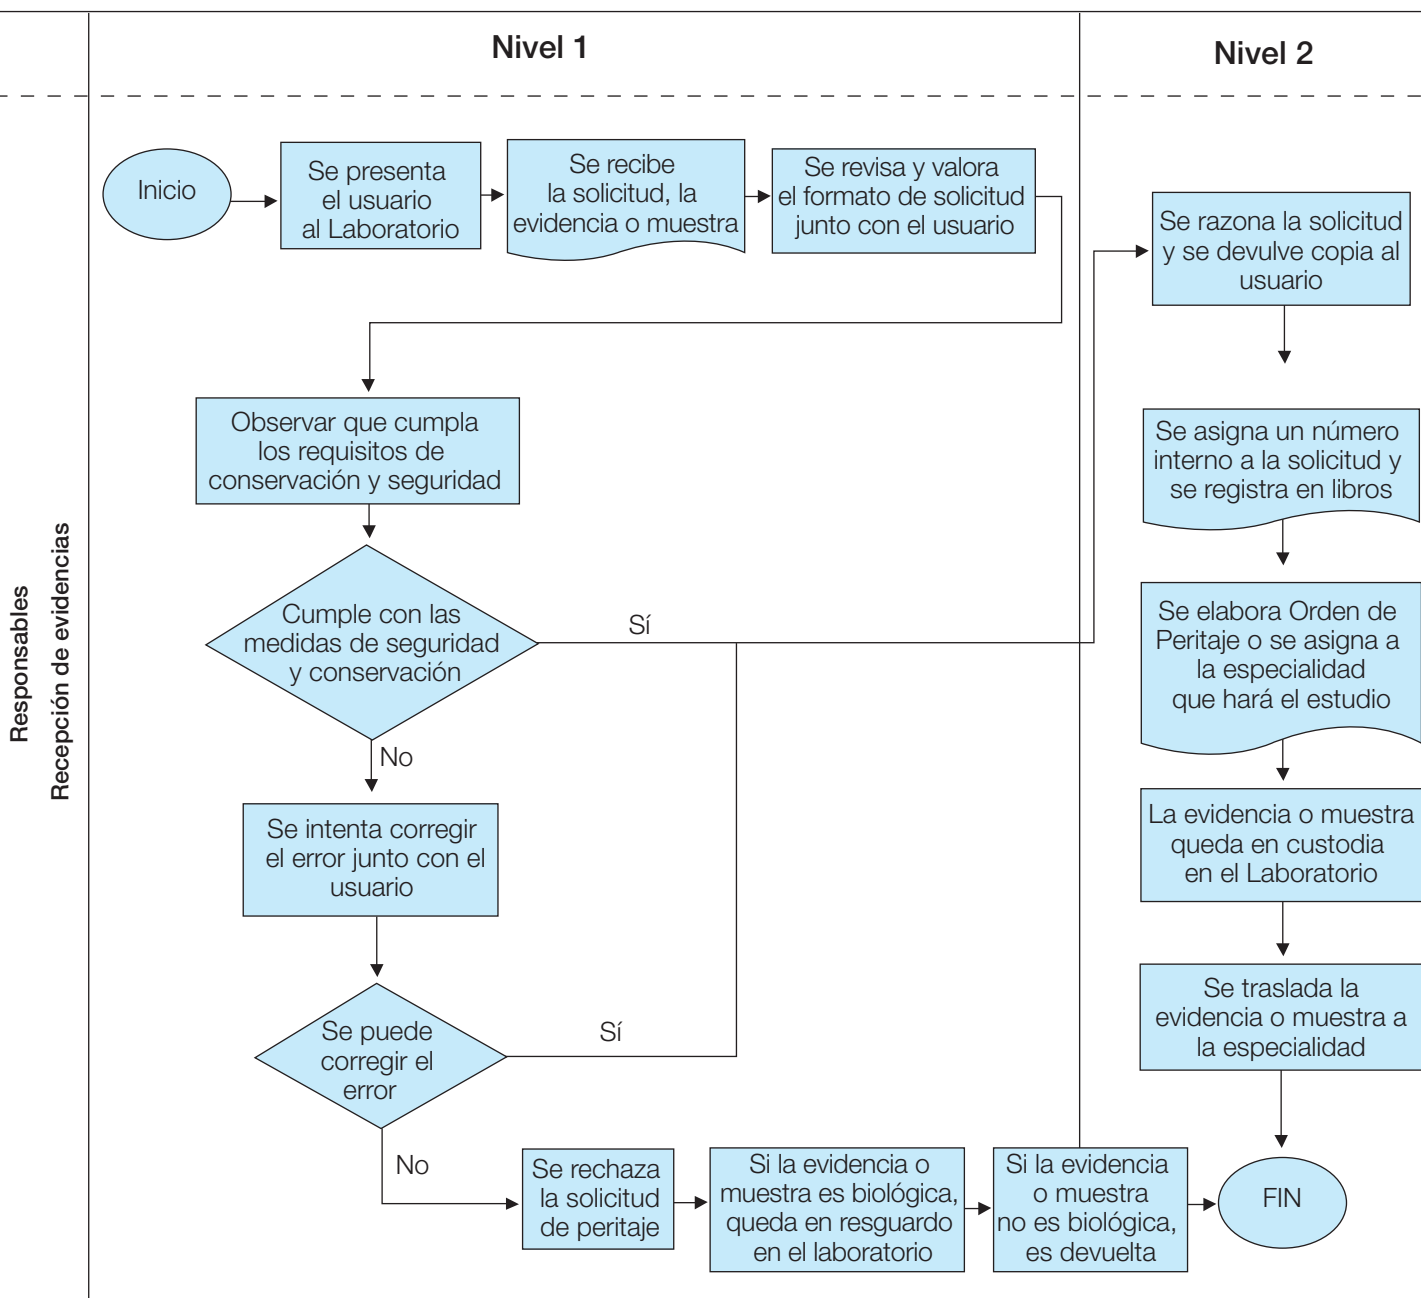 Nivel 1
Nivel 2
Responsables
Recepción de evidencias
Inicio
Se presenta
el usuario
al Laboratorio
Se recibe
la solicitud, la
evidencia o muestra
Se revisa y valora
el formato de solicitud
junto con el usuario
Observar que cumpla
los requisitos de
conservación y seguridad
Cumple con las
medidas de seguridad
y conservación
Sí
No
Se intenta corregir
el error junto con el
usuario
Se puede
corregir el
error
Sí
No
Se rechaza
la solicitud
de peritaje
Si la evidencia o
muestra es biológica,
queda en resguardo
en el laboratorio
Si la evidencia
o muestra
no es biológica,
es devuelta
Se razona la solicitud
y se devulve copia al
usuario
Se asigna un número
interno a la solicitud y
se registra en libros
Se elabora Orden de
Peritaje o se asigna a
la especialidad
que hará el estudio
La evidencia o muestra
queda en custodia
en el Laboratorio
Se traslada la
evidencia o muestra a
la especialidad
FIN